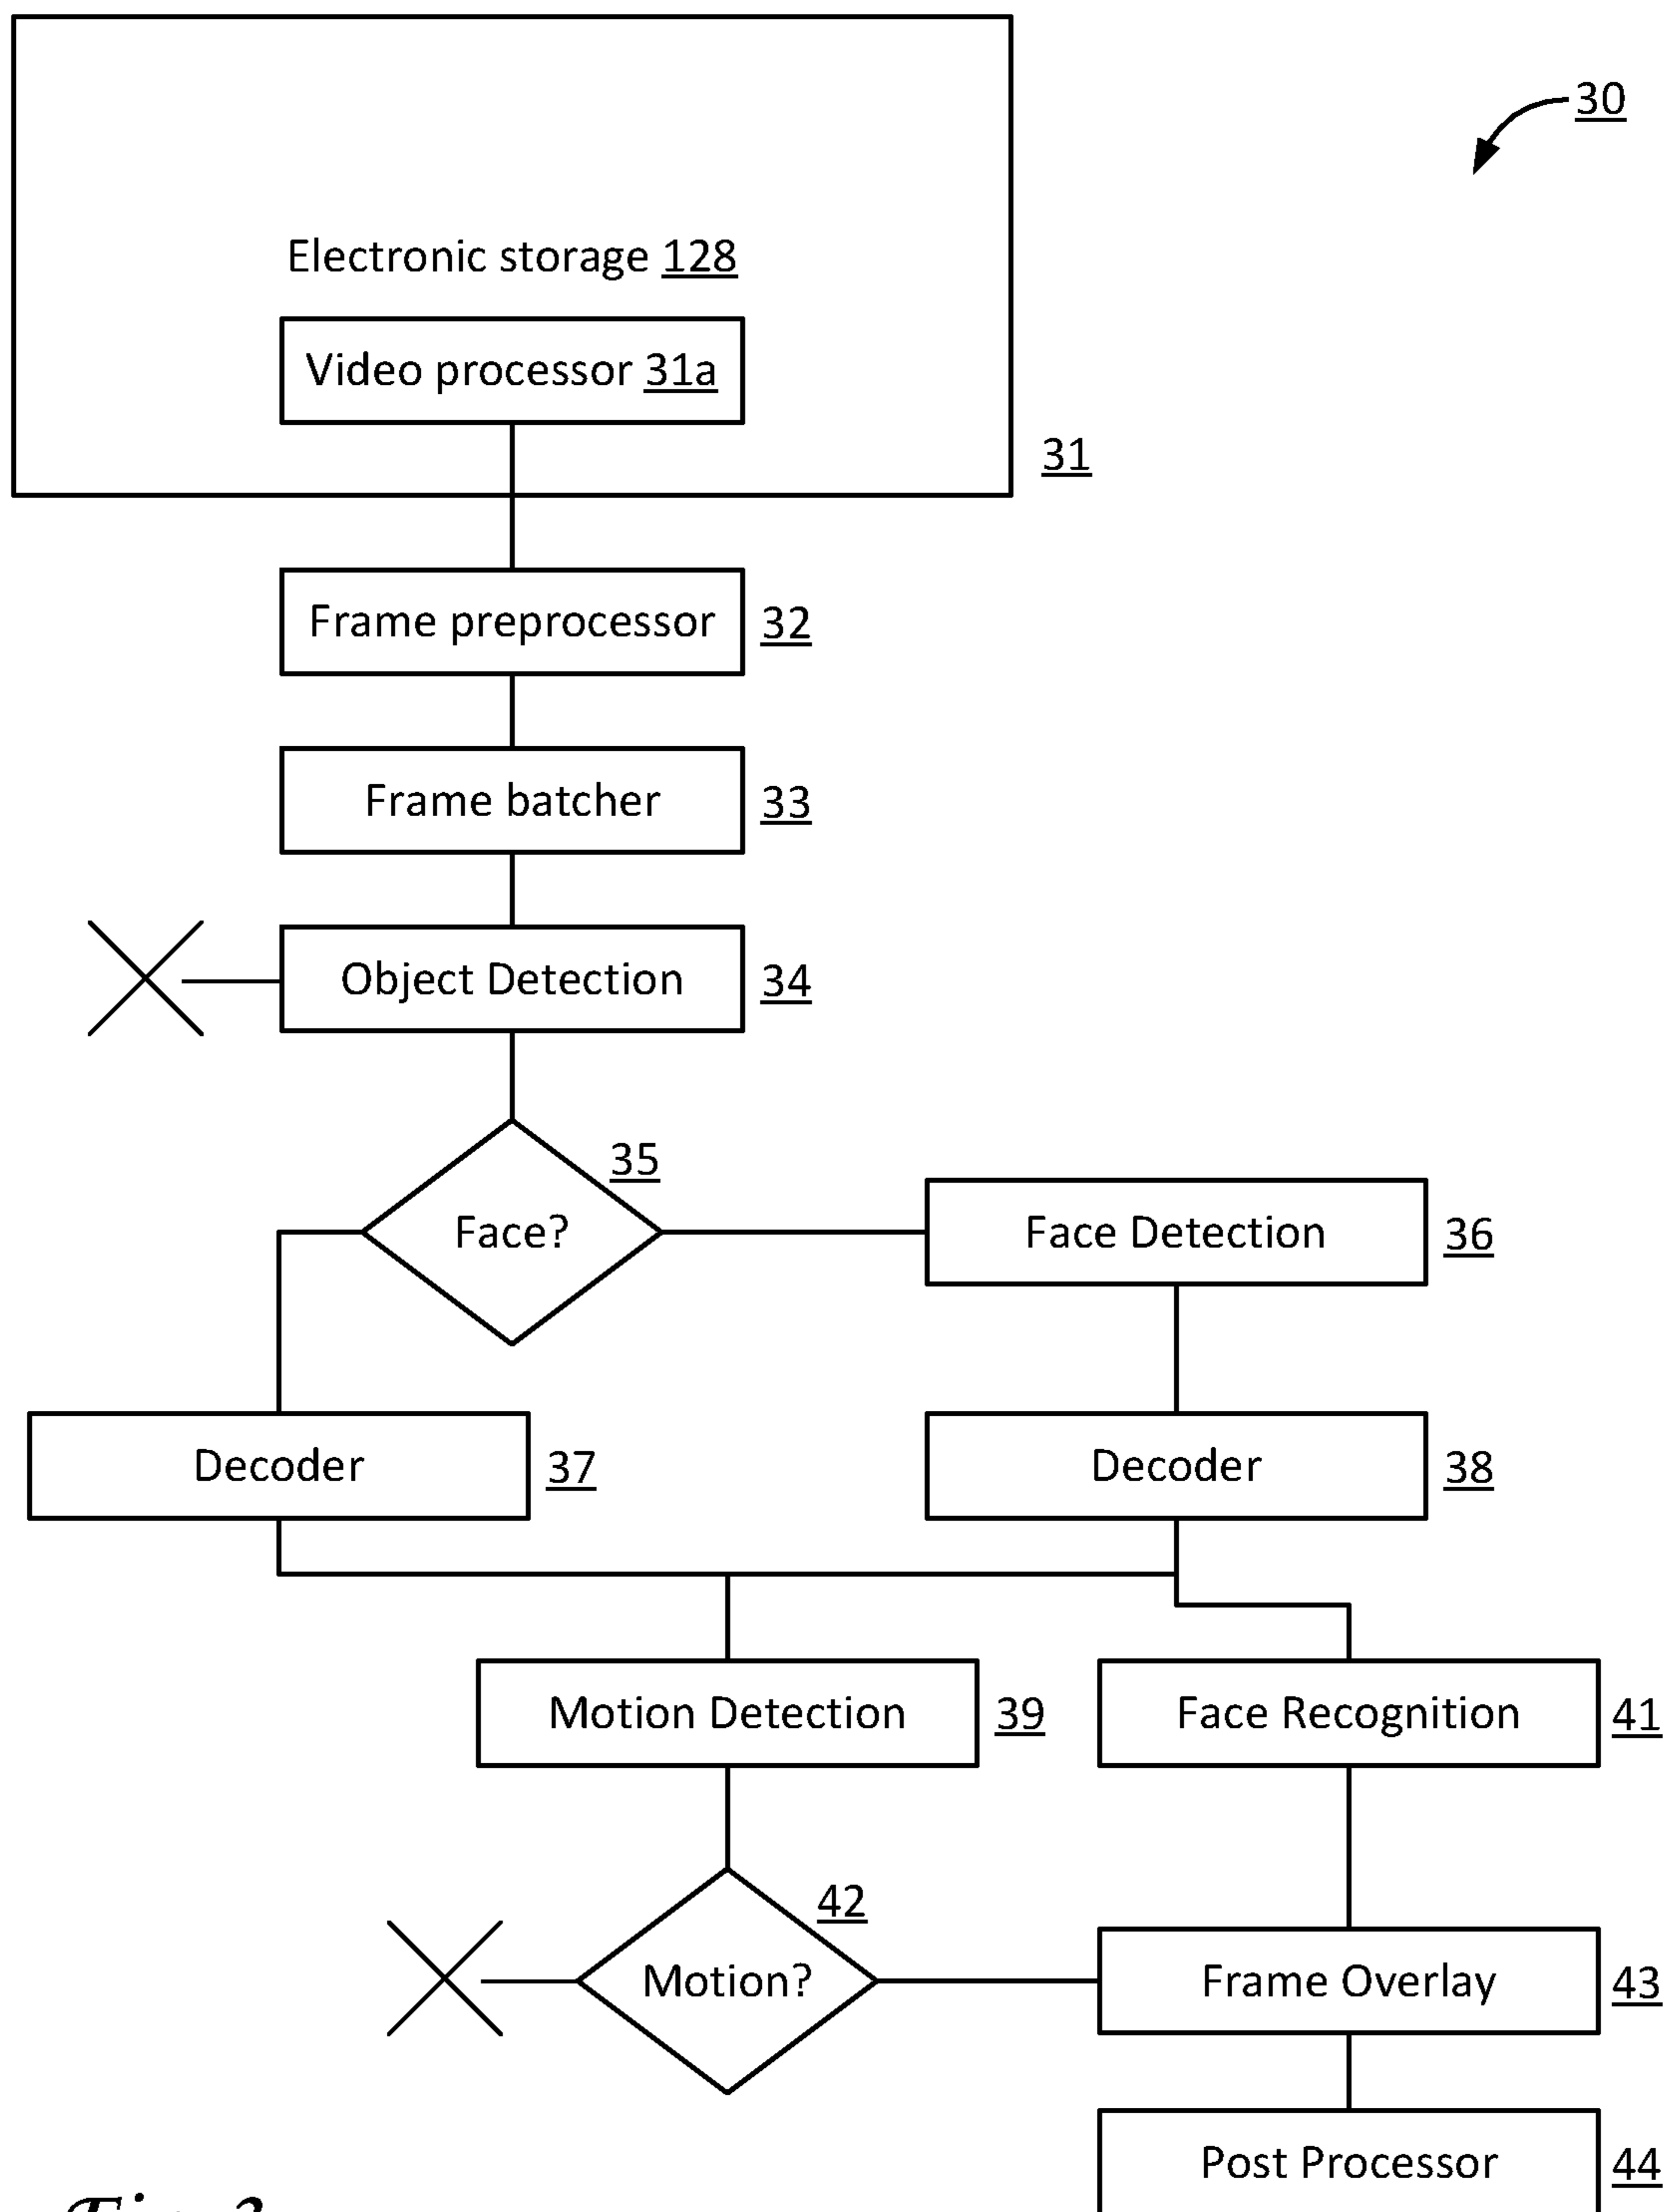 30
Electronic storage 128
Video processor 31a
31
Frame preprocessor 32
Frame batcher 33
Object Detection 34
35
Face?
Face Detection 36
Decoder 37
Decoder 38
Motion Detection 39
Face Recognition 41
42
Motion?
Frame Overlay 43
Post Processor 44
Fig. 3